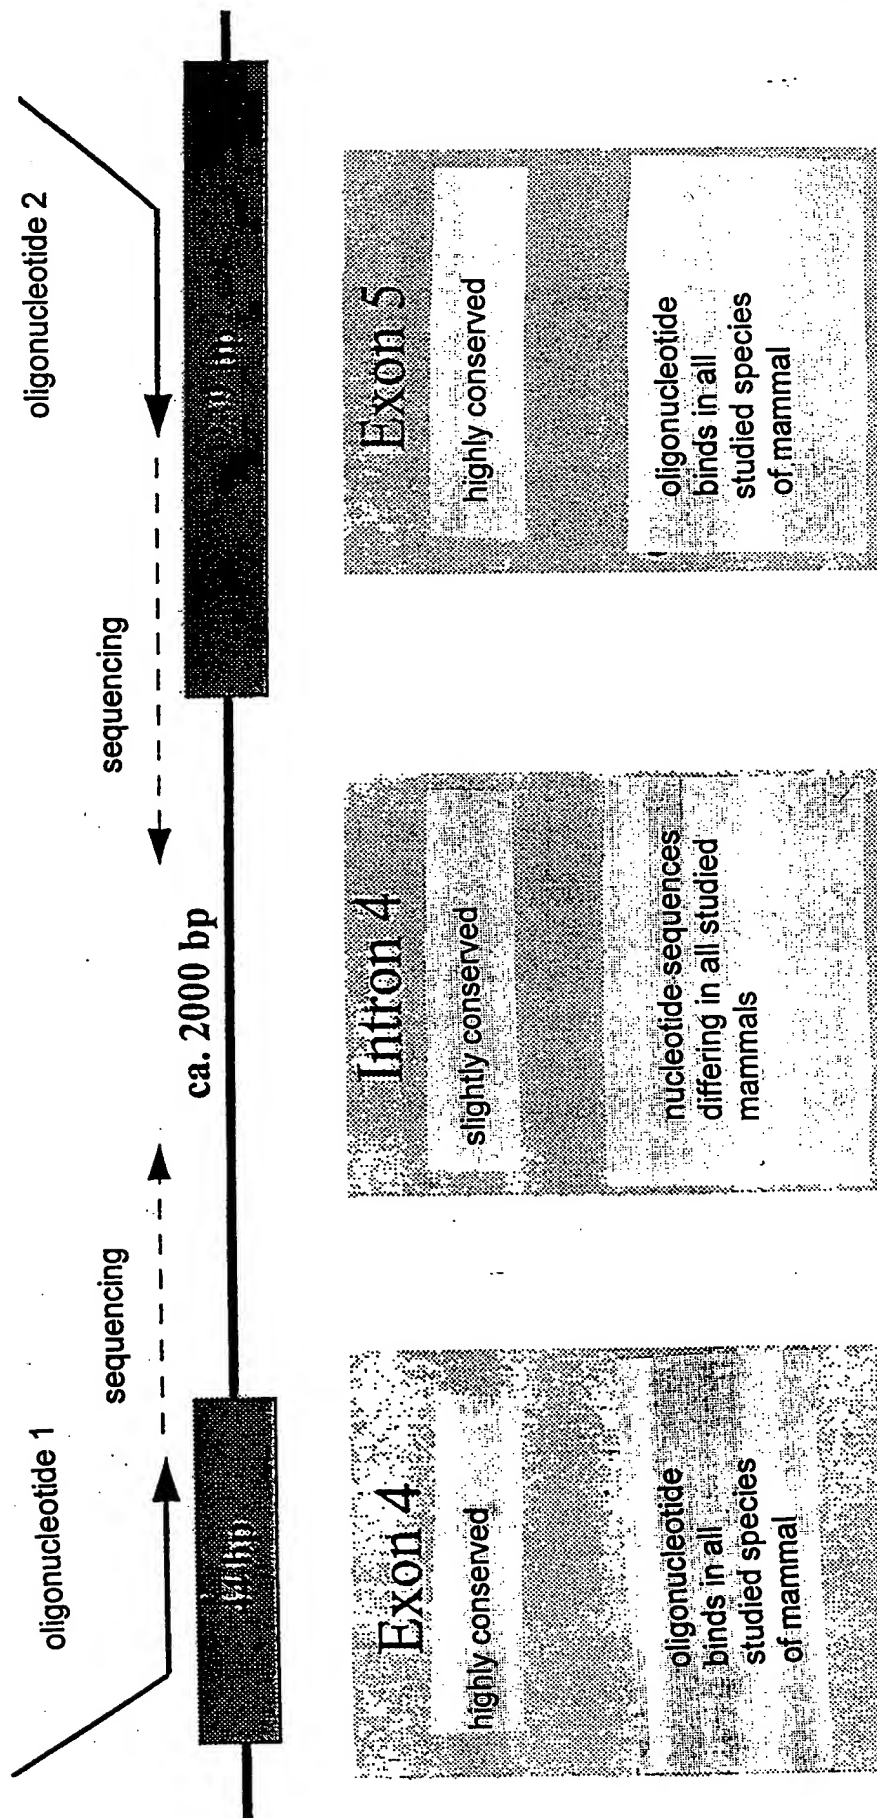 oligonucleotide 1
sequencing
sequencing
oligonucleotide 2
bp
ca. 2000 bp
bp
Exon 4
highly conserved
oligonucleotide
binds in all
studied species
of mammal
Intron 4
slightly conserved
nucleotide sequences
differing in all studied
mammals
Exon 5
highly conserved
oligonucleotide
binds in all
studied species
of mammal